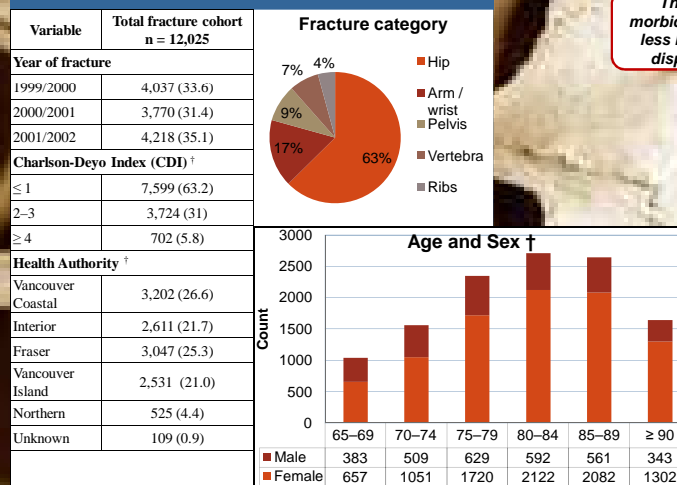 Variable Total fracture cohort
n = 12,025
Year of fracture
1999/2000 4,037 (33.6)
2000/2001 3,770 (31.4)
2001/2002 4,218 (35.1)
Charlson-Deyo Index (CDI) †
≤ 1 7,599 (63.2)
2–3 3,724 (31)
≥ 4 702 (5.8)
Health Authority †
Vancouver
Coastal 3,202 (26.6)
Interior 2,611 (21.7)
Fraser 3,047 (25.3)
Vancouver
Island 2,531 (21.0)
Northern 525 (4.4)
Unknown 109 (0.9)
Fracture category
63%
17%
9%
7%
4%
Hip
Arm /
wrist
Pelvis
Vertebra
Ribs
morbid
less
disp
Age and Sex †
Count
3000
2500
2000
1500
1000
500
0
65–69 70–74 75–79 80–84 85–89 ≥ 90
Male 383 509 629 592 561 343
Female 657 1051 1720 2122 2082 1302